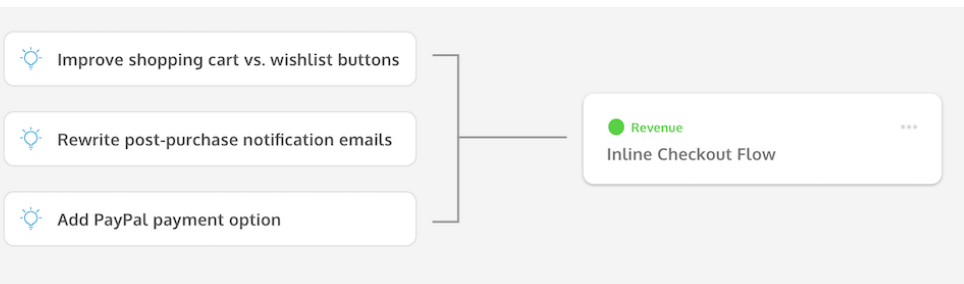 Improve shopping cart vs. wishlist buttons
Rewrite post-purchase notification emails
Add PayPal payment option
Revenue
Inline Checkout Flow